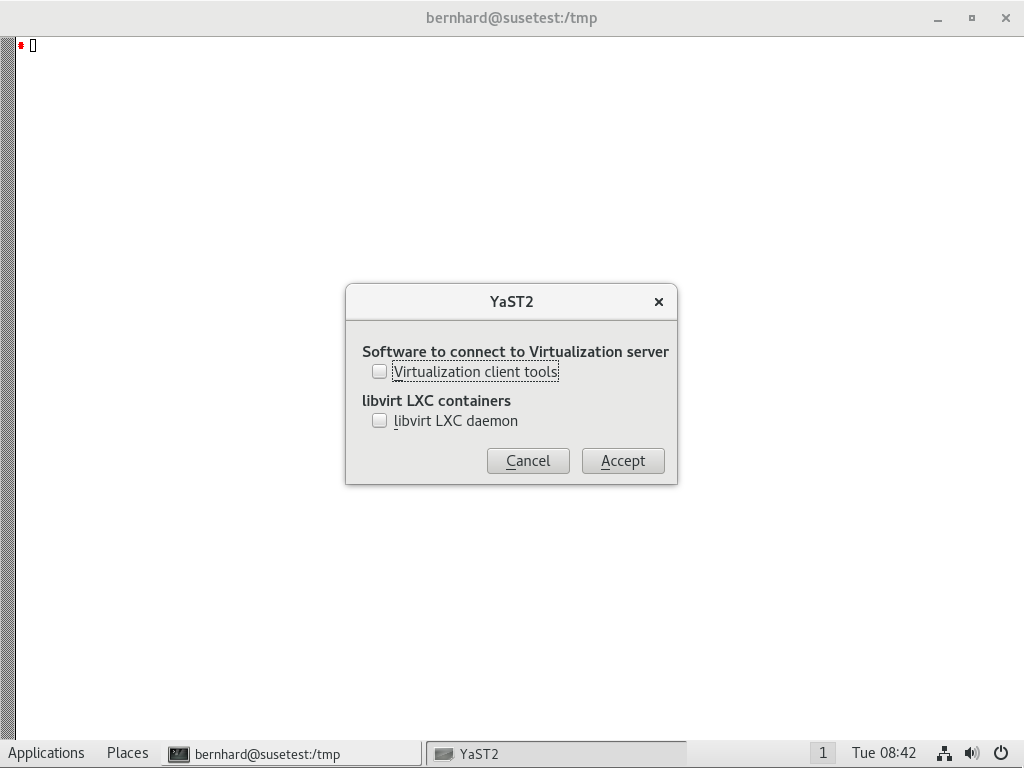 bernhard@susetest:/tmp
#
YaST2
Software to connect to Virtualization server
Virtualization client tools
libvirt LXC containers
libvirt LXC daemon
Cancel Accept
Applications Places bernhard@susetest:/tmp YaST2 1 Tue 08:42